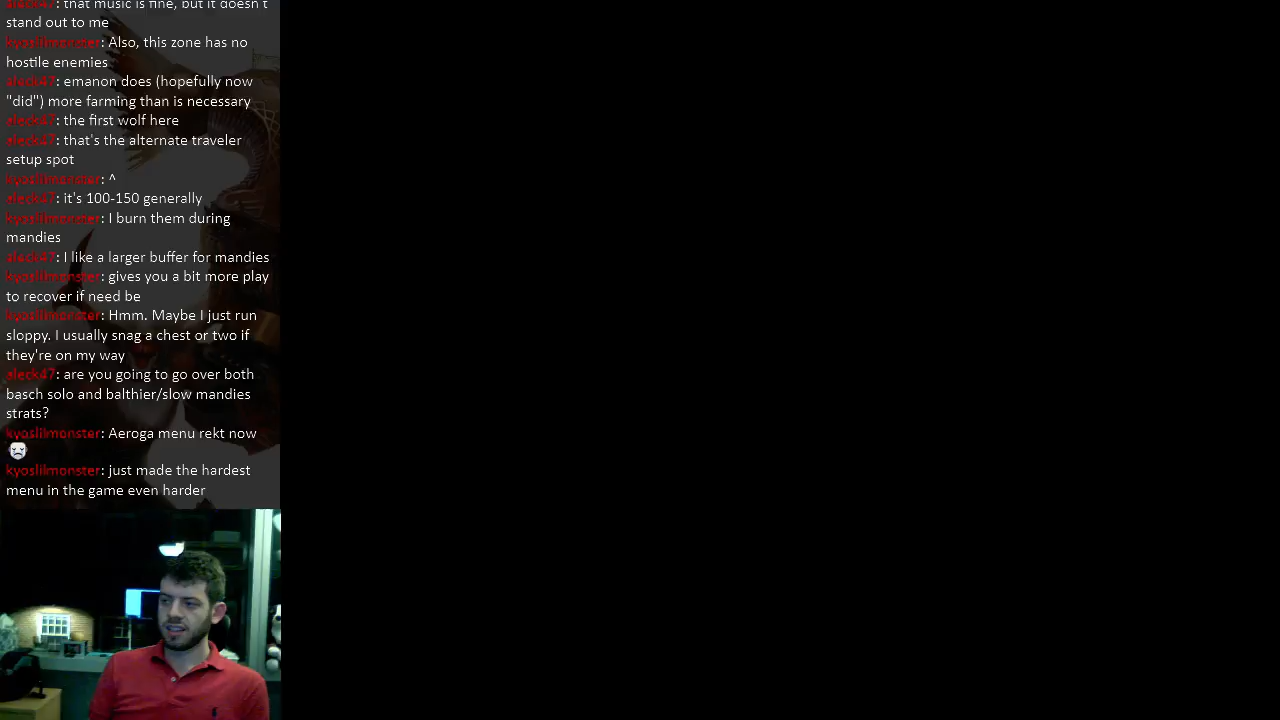 aleck47: that music is fine, but it doesn't
stand out to me
kyoslilmonster: Also, this zone has no
hostile enemies
aleck47: emanon does (hopefully now
"did") more farming than is necessary
aleck47: the first wolf here
aleck47: that's the alternate traveler
setup spot
kyoslilmonster: ^
aleck47: it's 100-150 generally
kyoslilmonster: I burn them during
mandies
aleck47: I like a larger buffer for mandies
kyoslilmonster: gives you a bit more play
to recover if need be
kyoslilmonster: Hmm. Maybe I just run
sloppy. I usually snag a chest or two if
they're on my way
aleck47: are you going to go over both
basch solo and balthier/slow mandies
strats?
kyoslilmonster: Aeroga menu rekt now
kyoslilmonster: just made the hardest
menu in the game even harder